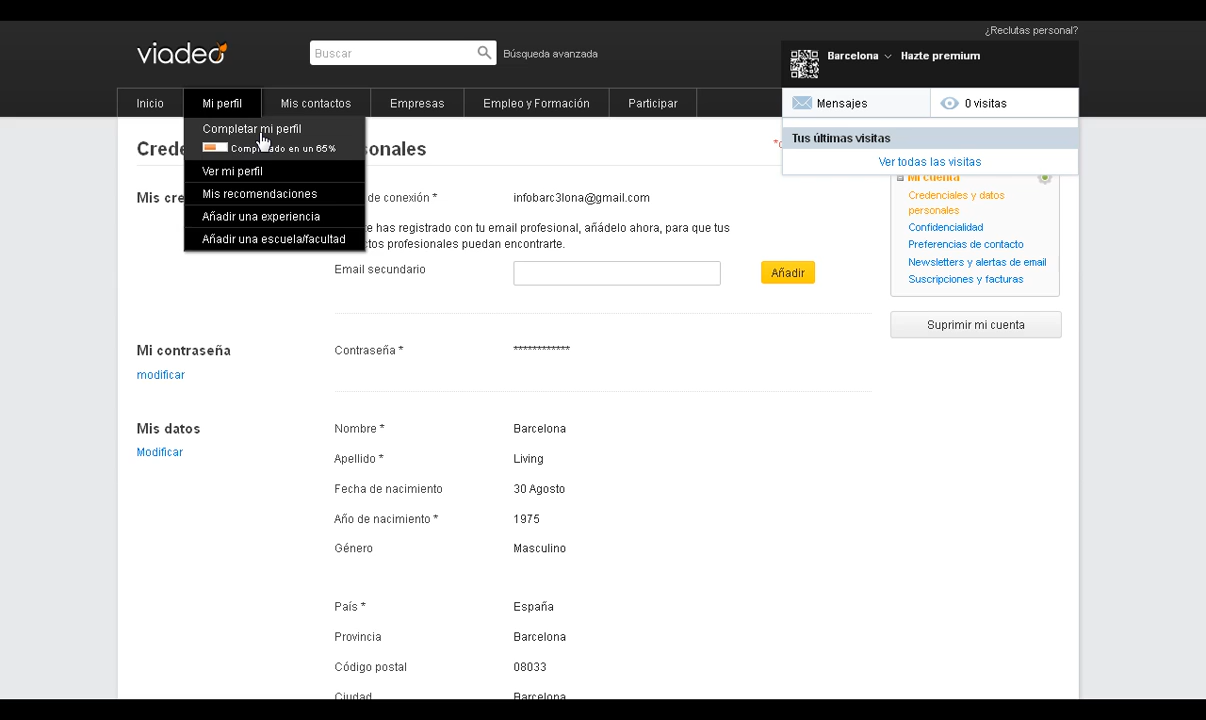 ¿Reclutas personal?
viadeo
Buscar
Búsqueda avanzada
Barcelona
Hazte premium
Inicio
Mi perfil
Mis contactos
Empresas
Empleo y Formación
Participar
Mensajes
0 visitas
Completar mi perfil
Completado en un 65%
Ver mi perfil
Mis recomendaciones
Añadir una experiencia
Añadir una escuela/facultad
Tus últimas visitas
Ver todas las visitas
Mi cuenta
Credenciales y datos
personales
Confidencialidad
Preferencias de contacto
Newsletters y alertas de email
Suscripciones y facturas
Suprimir mi cuenta
de conexión *
infobarc3lona@gmail.com
has registrado con tu email profesional, añádelo ahora, para que tus
profesionales puedan encontrarte.
Email secundario
Añadir
Mi contraseña
modificar
Contraseña *
************
Mis datos
Modificar
Nombre *
Barcelona
Apellido *
Living
Fecha de nacimiento
30 Agosto
Año de nacimiento *
1975
Género
Masculino
País *
España
Provincia
Barcelona
Código postal
08033
Ciudad
Barcelona